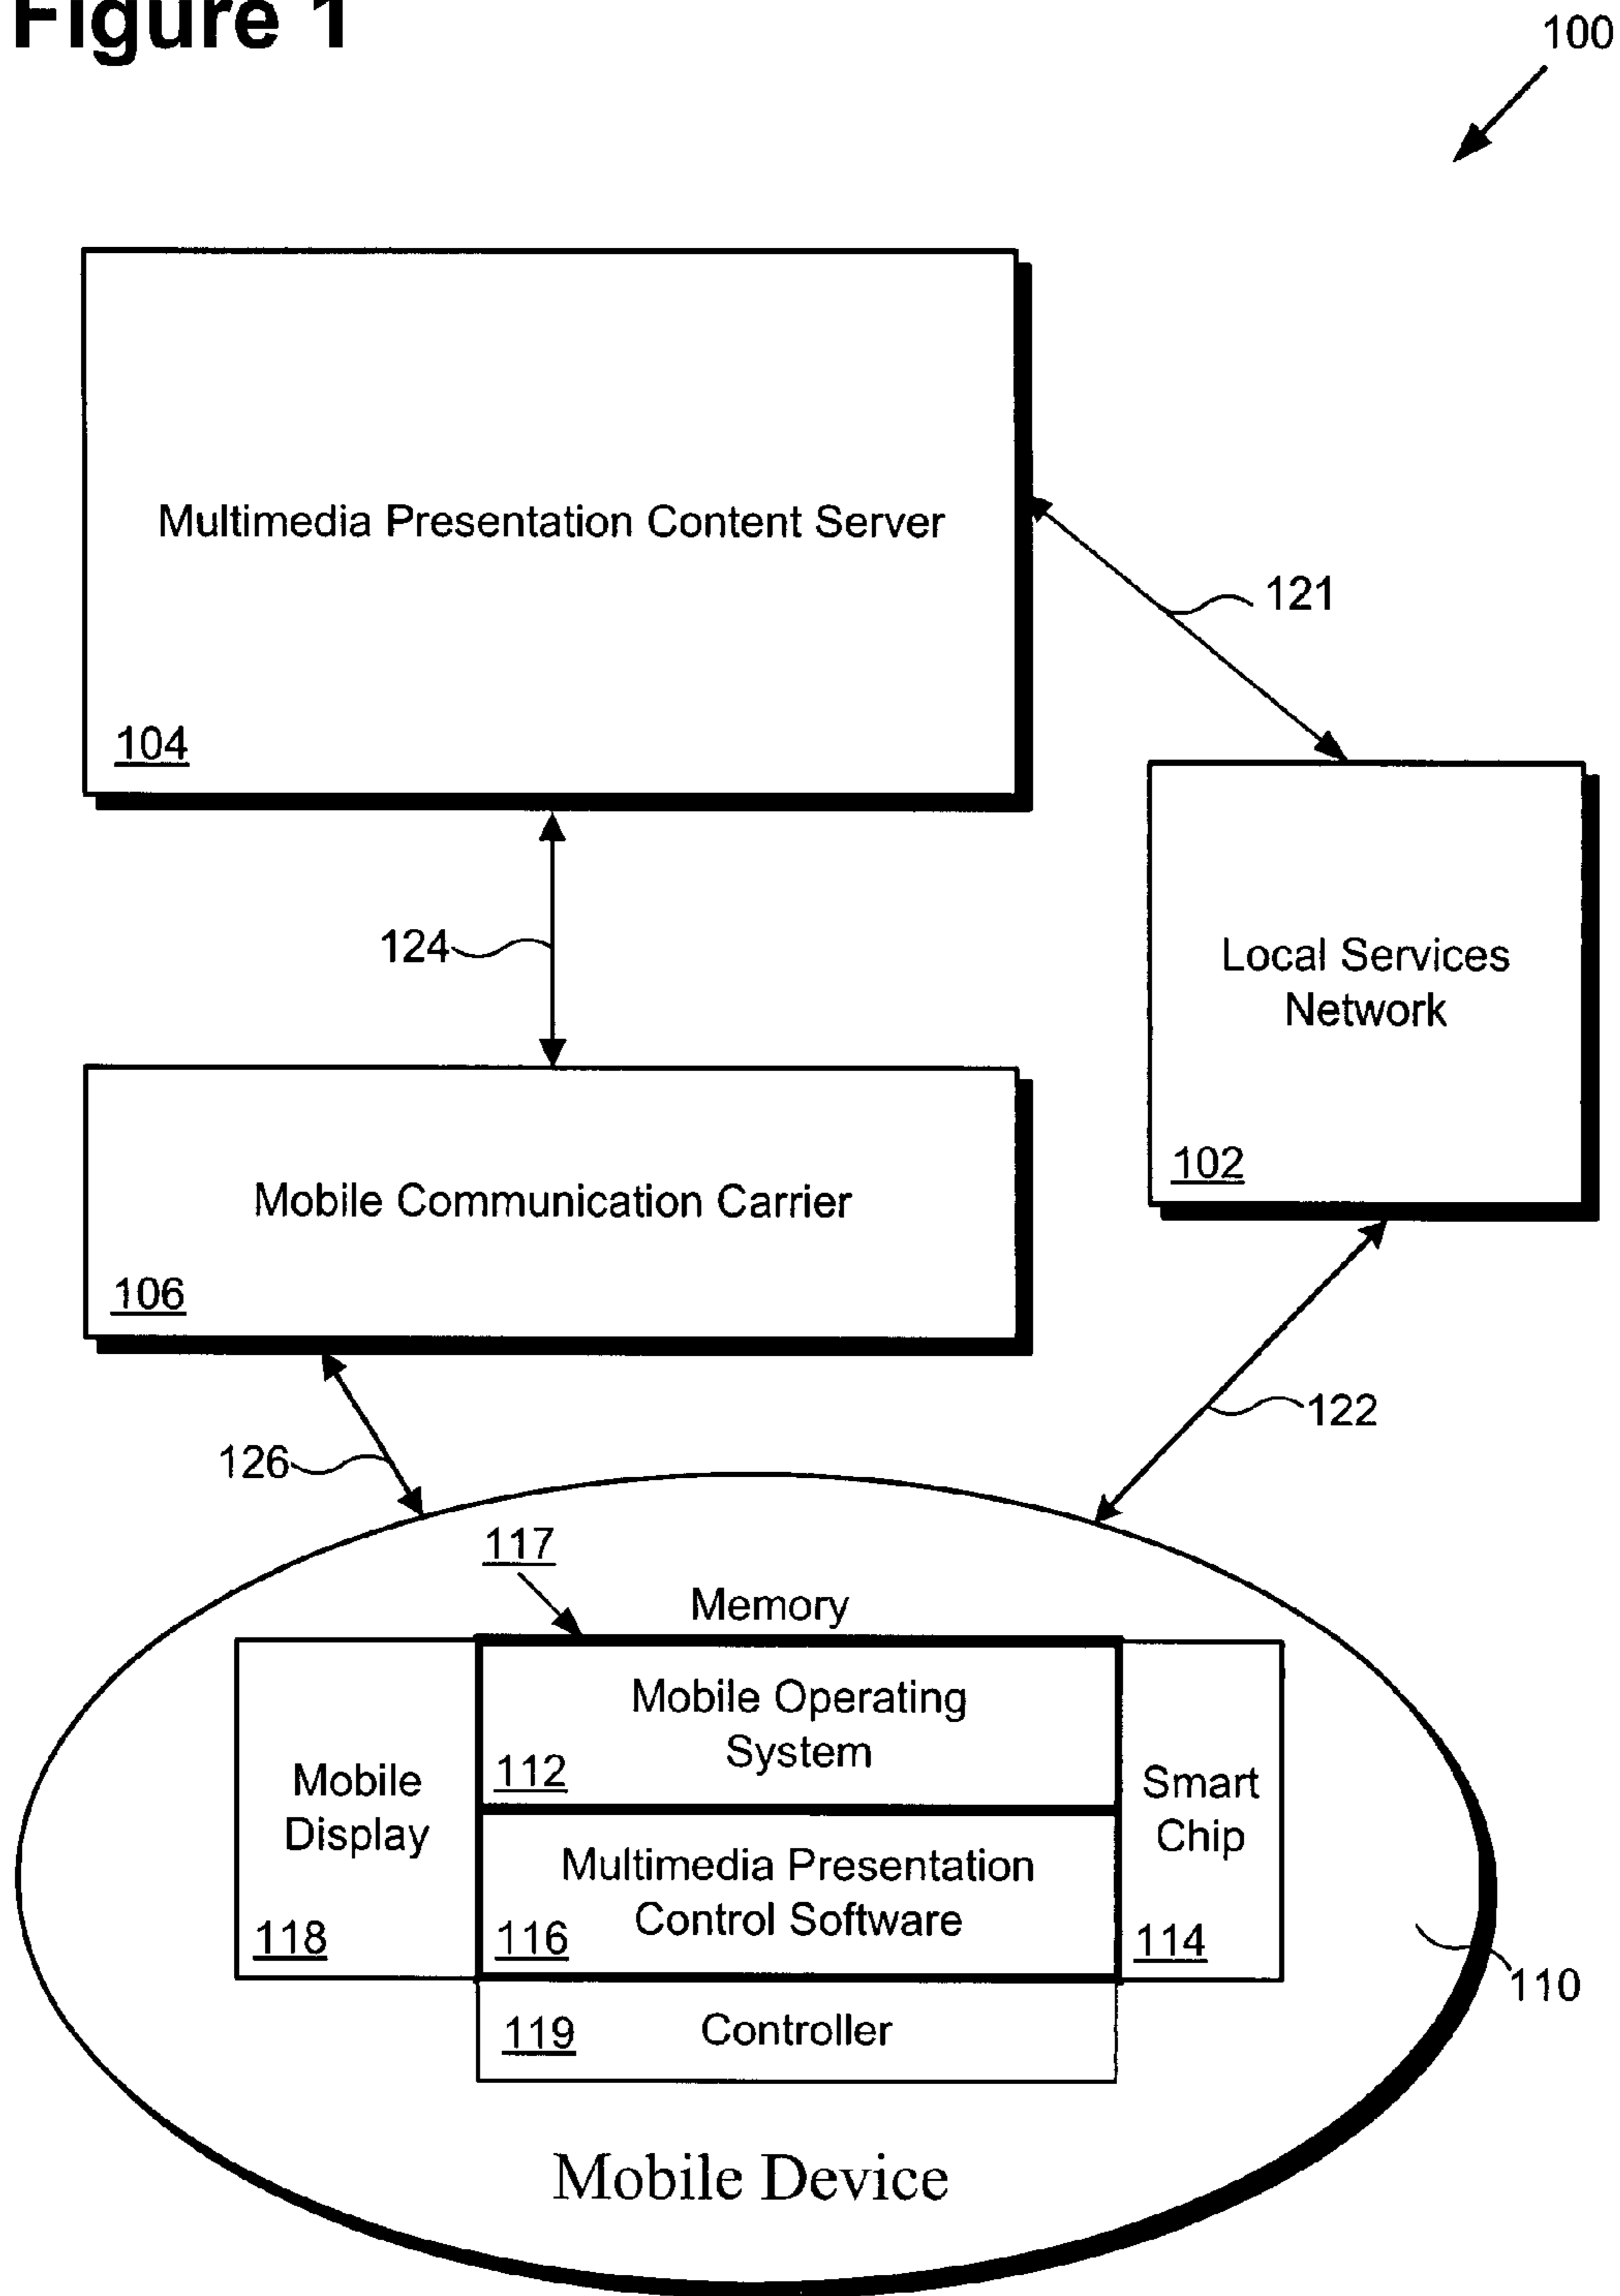 Figure 1
100
Multimedia Presentation Content Server
104
121
124
Local Services
Network
102
Mobile Communication Carrier
106
126
122
117
Memory
Mobile Operating
System
112
Mobile
Display
118
Smart
Chip
114
Multimedia Presentation
Control Software
116
119
Controller
110
Mobile Device